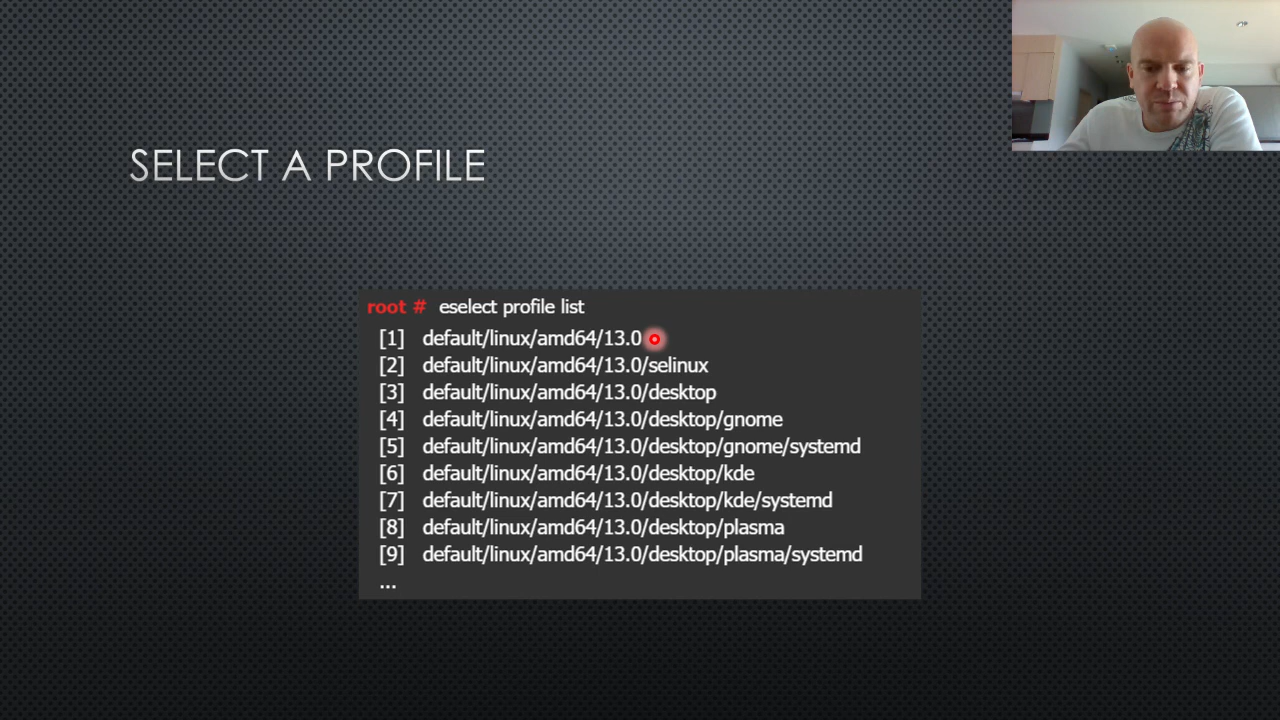 SELECT A PROFILE
root # eselect profile list
[1] default/linux/amd64/13.0
[2] default/linux/amd64/13.0/selinux
[3] default/linux/amd64/13.0/desktop
[4] default/linux/amd64/13.0/desktop/gnome
[5] default/linux/amd64/13.0/desktop/gnome/systemd
[6] default/linux/amd64/13.0/desktop/kde
[7] default/linux/amd64/13.0/desktop/kde/systemd
[8] default/linux/amd64/13.0/desktop/plasma
[9] default/linux/amd64/13.0/desktop/plasma/systemd
...